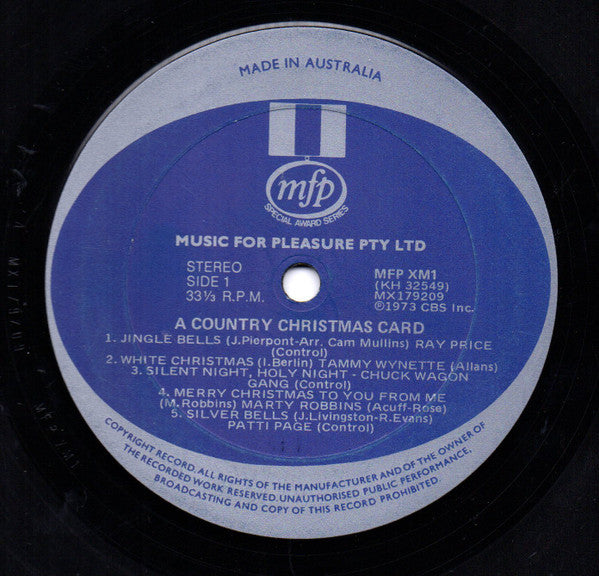 MADE IN AUSTRALIA
mfp
SPECIAL AWARD SERIES
MUSIC FOR PLEASURE PTY LTD
STEREO
SIDE 1
33⅓ R.P.M.
MFP XM1
(KH 32549)
MX179209
℗1973 CBS Inc.
A COUNTRY CHRISTMAS CARD
1. JINGLE BELLS (J.Pierpont-Arr. Cam Mullins) RAY PRICE
(Control)
2. WHITE CHRISTMAS (I.Berlin) TAMMY WYNETTE (Allans)
3. SILENT NIGHT, HOLY NIGHT - CHUCK WAGON
GANG (Control)
4. MERRY CHRISTMAS TO YOU FROM ME
(M.Robbins) MARTY ROBBINS (Acuff-Rose)
5. SILVER BELLS (J.Livingston-R.Evans)
PATTI PAGE (Control)
COPYRIGHT RECORD. ALL RIGHTS OF THE MANUFACTURER AND OF THE OWNER OF
THE RECORDED WORK RESERVED. UNAUTHORISED PUBLIC PERFORMANCE,
BROADCASTING AND COPY OF THIS RECORD PROHIBITED